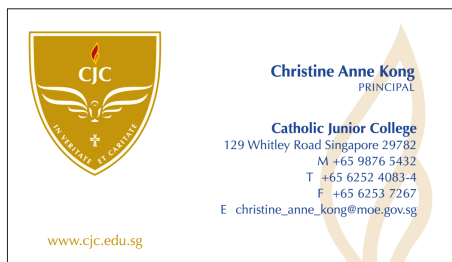 CJC
IN VERITATE ET CARITATE
Christine Anne Kong
PRINCIPAL
Catholic Junior College
129 Whitley Road Singapore 29782
M +65 9876 5432
T +65 6252 4083-4
F +65 6253 7267
E christine_anne_kong@moe.gov.sg
www.cjc.edu.sg